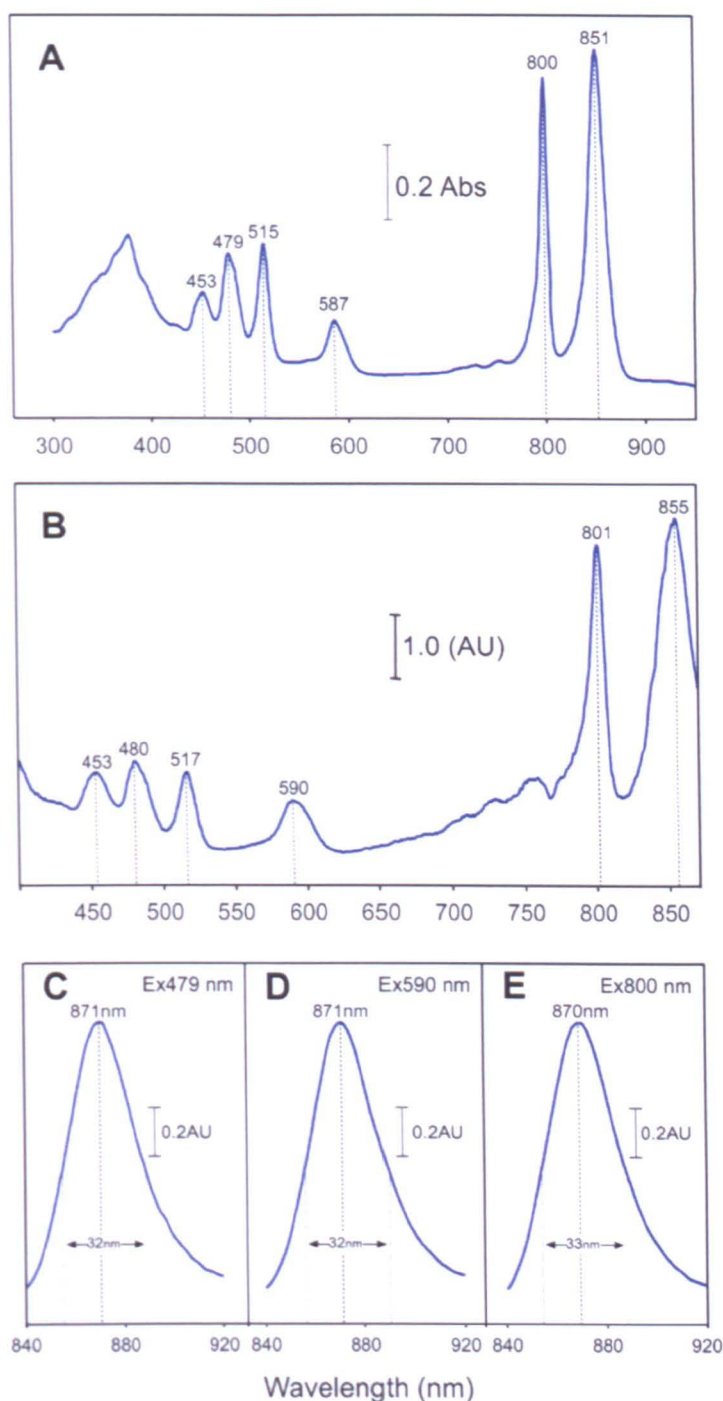 A
800
851
0.2 Abs
453
479
515
587
300 400 500 600 700 800 900
B
801
855
1.0 (AU)
453
480
517
590
450 500 550 600 650 700 750 800 850
C
Ex479 nm
871nm
0.2AU
32nm
D
Ex590 nm
871nm
0.2AU
32nm
E
Ex800 nm
870nm
0.2AU
33nm
840 880 920 840 880 920 840 880 920
Wavelength (nm)